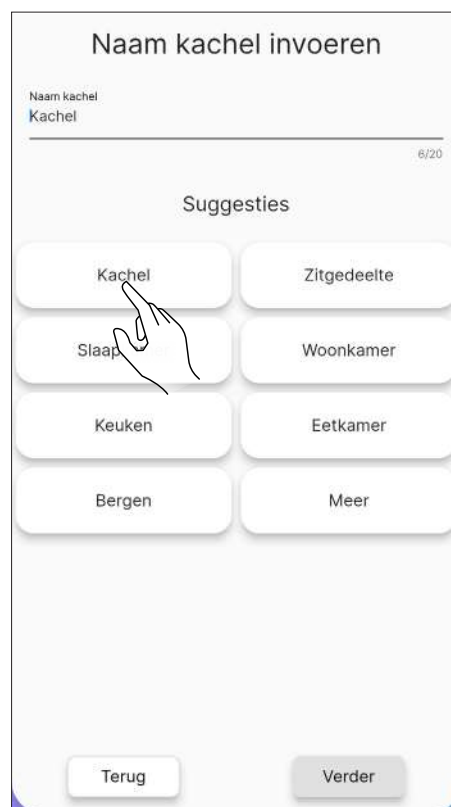 Naam kachel invoeren
Naam kachel
Kachel
6/20
Suggesties
Kachel
Zitgedeelte
Woonkamer
Keuken
Eetkamer
Bergen
Meer
Terug
Verder